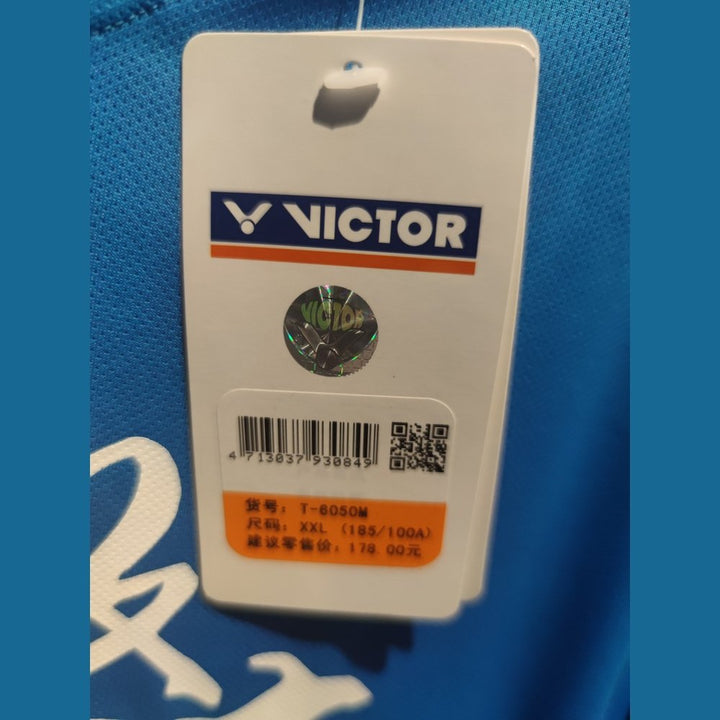 VICTOR
VICTOR
4 713037 930849
货号: T-6050M
尺码: XXL (185/100A)
建议零售价: 178.00元